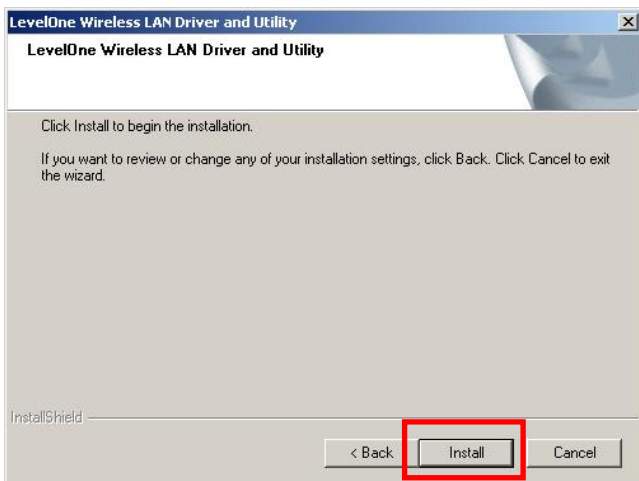 LevelOne Wireless LAN Driver and Utility
LevelOne Wireless LAN Driver and Utility
Click Install to begin the installation.
If you want to review or change any of your installation settings, click Back. Click Cancel to exit
the wizard.
InstallShield
< Back Install Cancel